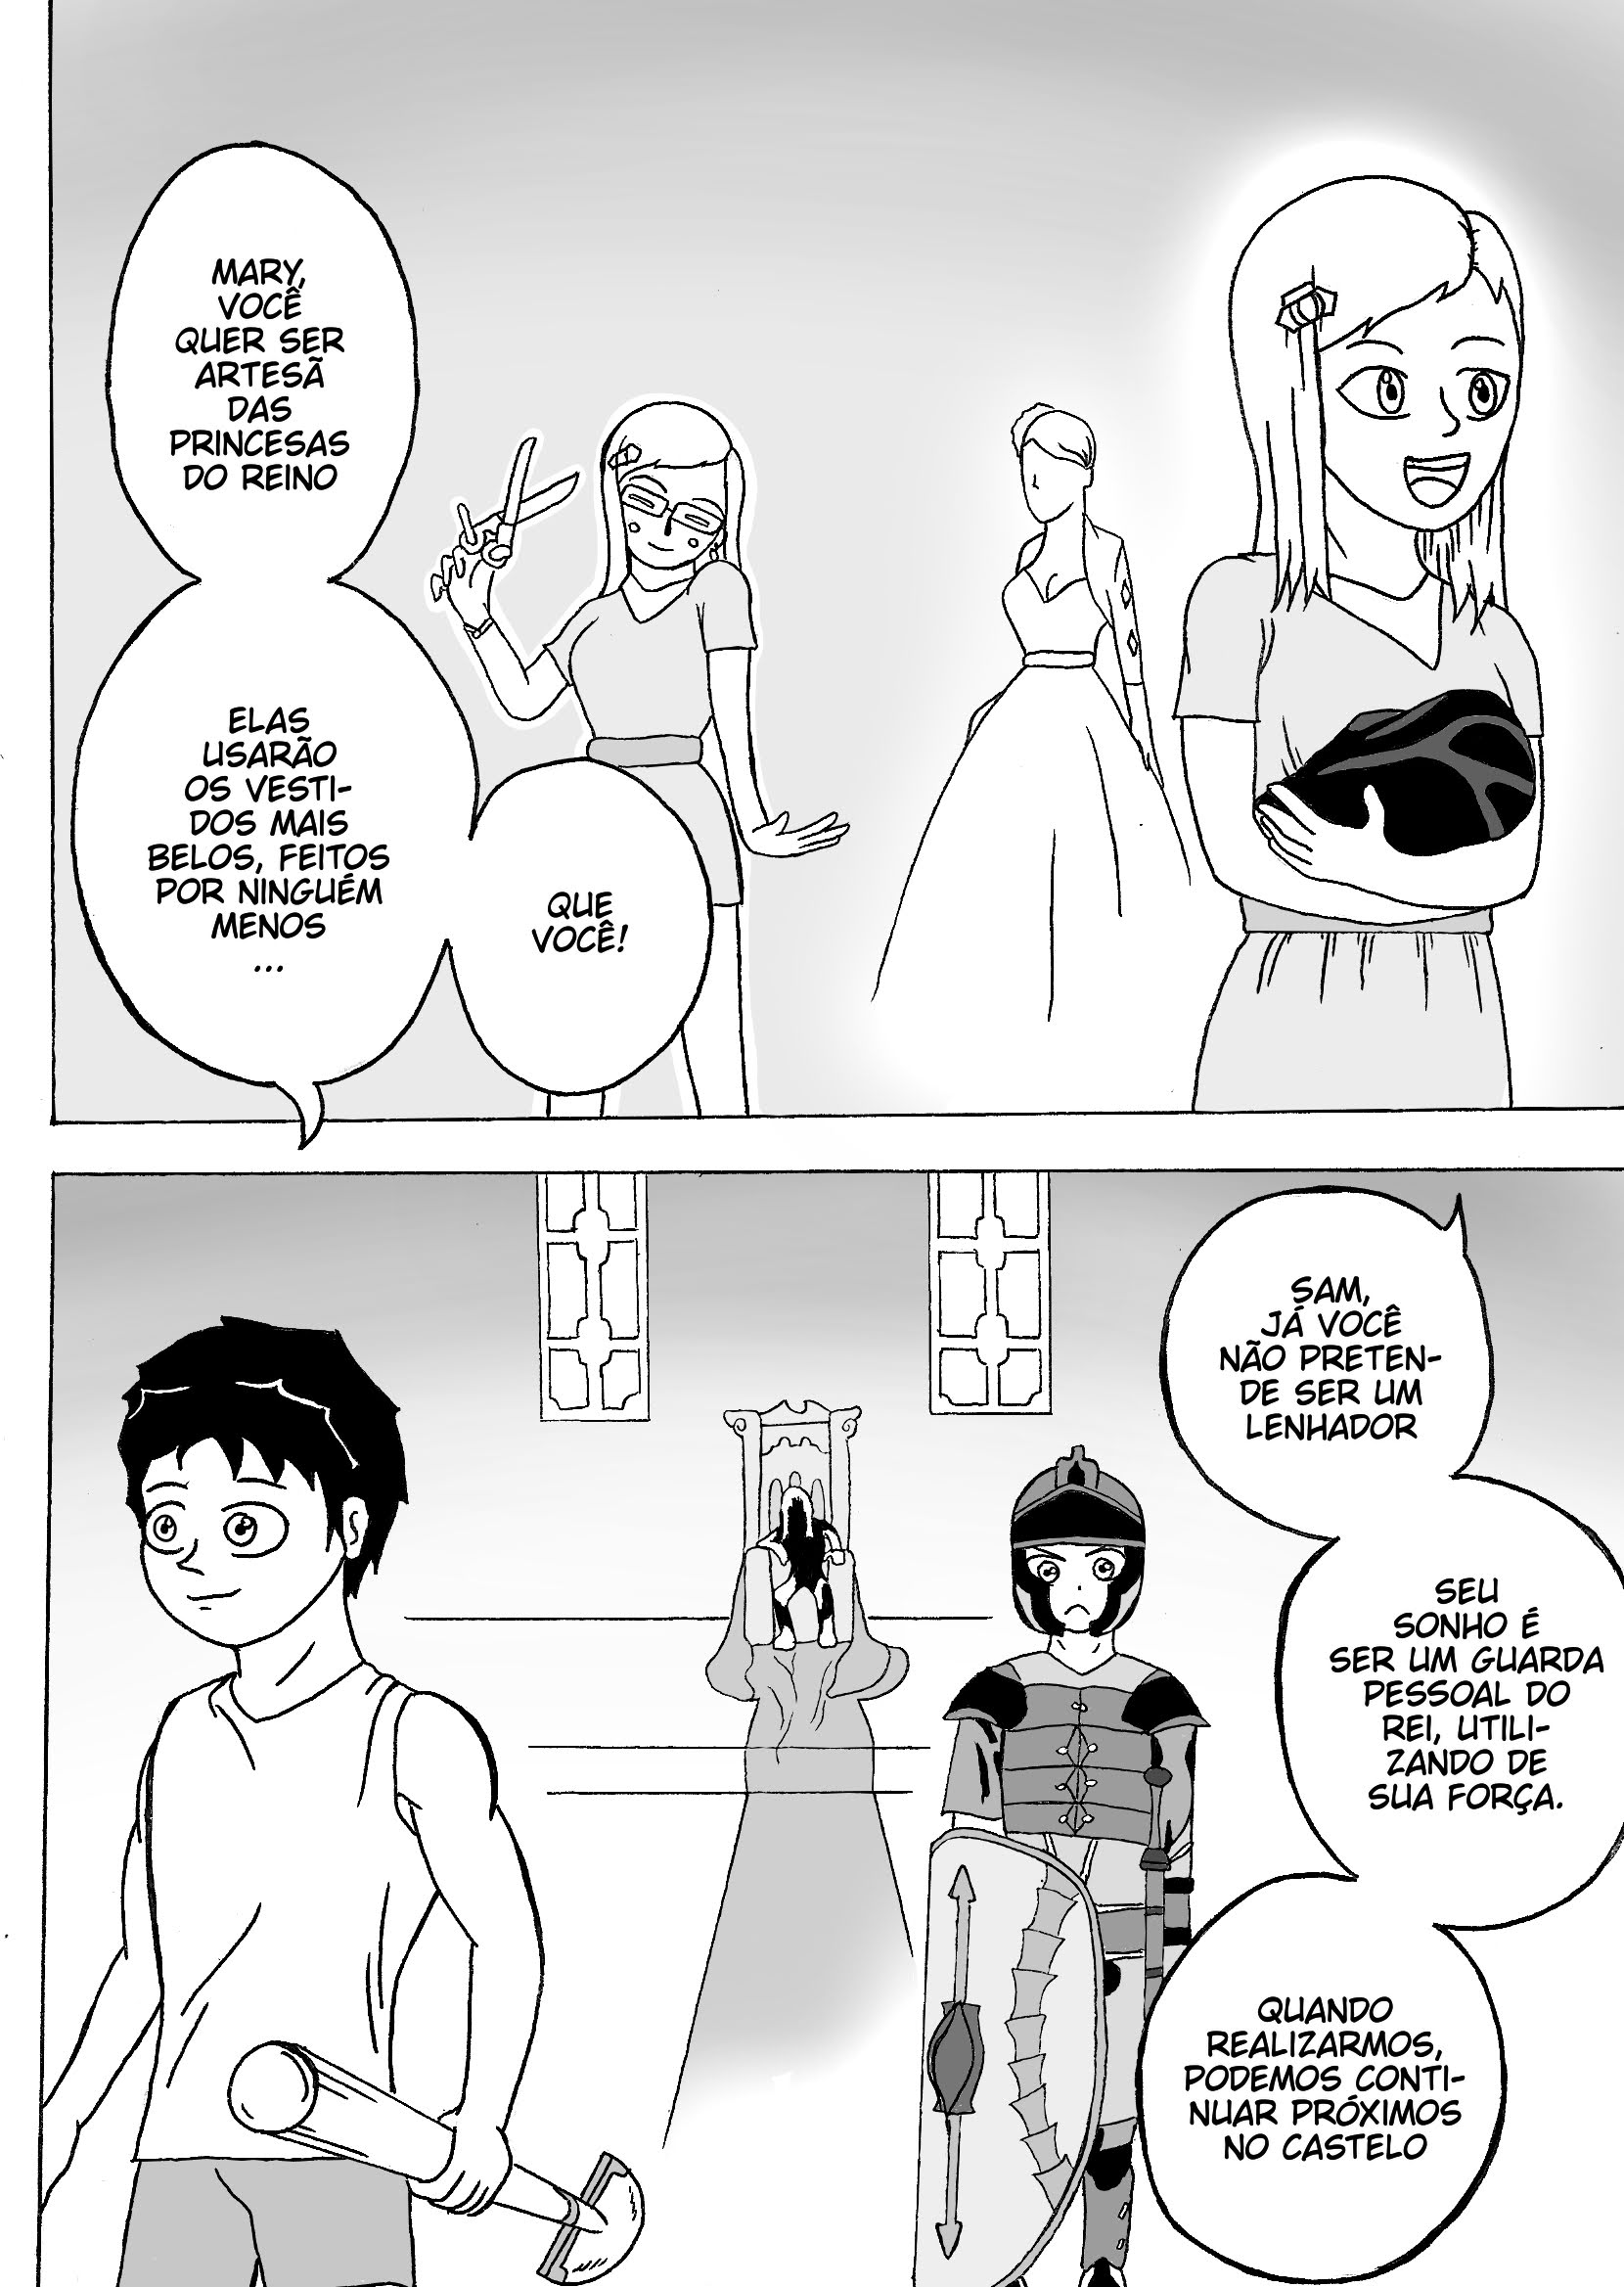 MARY,
VOCÊ
QUER SER
ARTESÃ
DAS
PRINCESAS
DO REINO
ELAS
USARÃO
OS VESTI-
DOS MAIS
BELOS, FEITOS
POR NINGUÉM
MENOS
...
QUE
VOCÊ!
SAM,
JÁ VOCÊ
NÃO PRETEN-
DE SER UM
LENHADOR
SEU
SONHO É
SER UM GUARDA
PESSOAL DO
REI, UTILI-
ZANDO DE
SUA FORÇA.
QUANDO
REALIZARMOS,
PODEMOS CONTI-
NUAR PRÓXIMOS
NO CASTELO